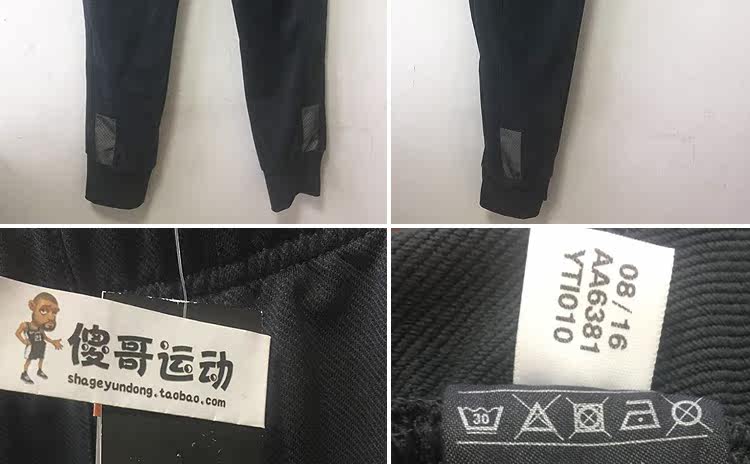 傻哥运动
shageyundong.taobao.com
08/16
AA6381
YTI010
30